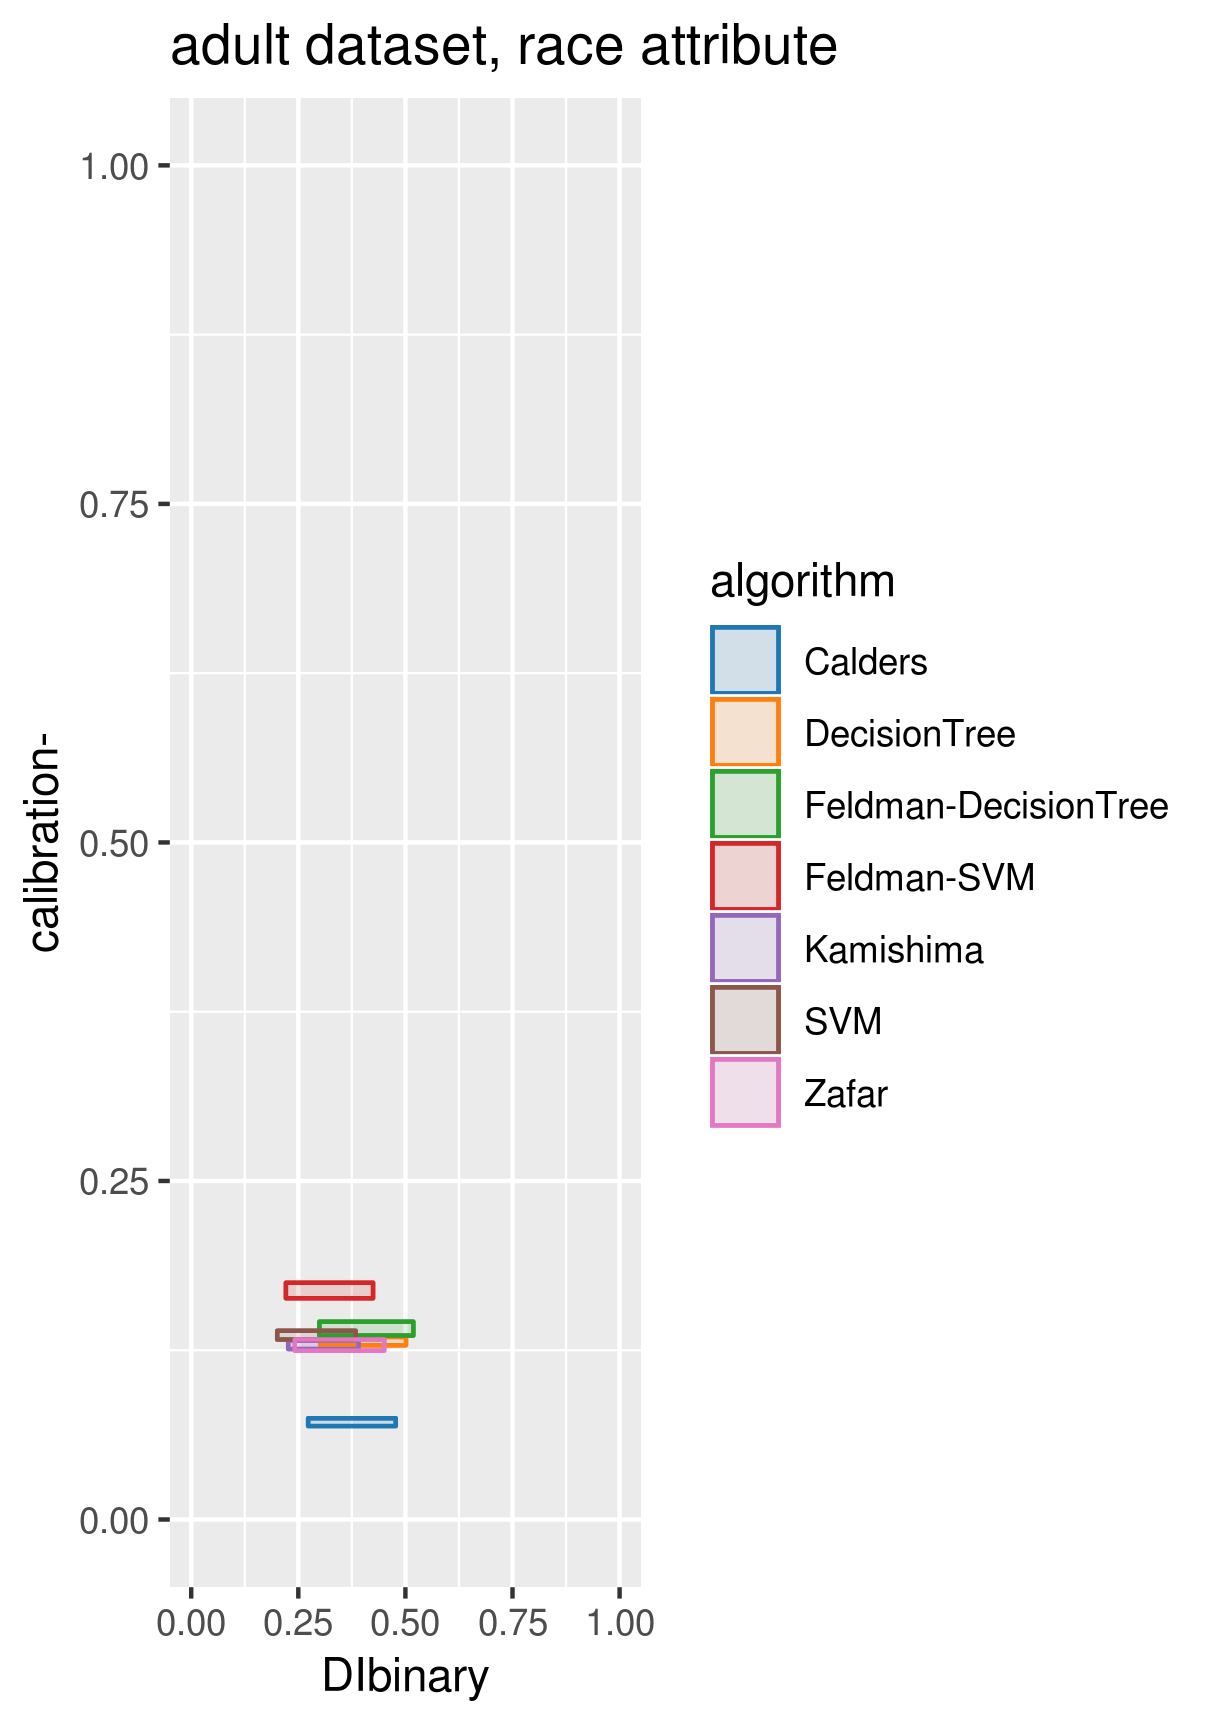 adult dataset, race attribute
1.00
0.75
0.50
0.25
0.00
calibration-
0.00 0.25 0.50 0.75 1.00
DIbinary
algorithm
Calders
DecisionTree
Feldman-DecisionTree
Feldman-SVM
Kamishima
SVM
Zafar